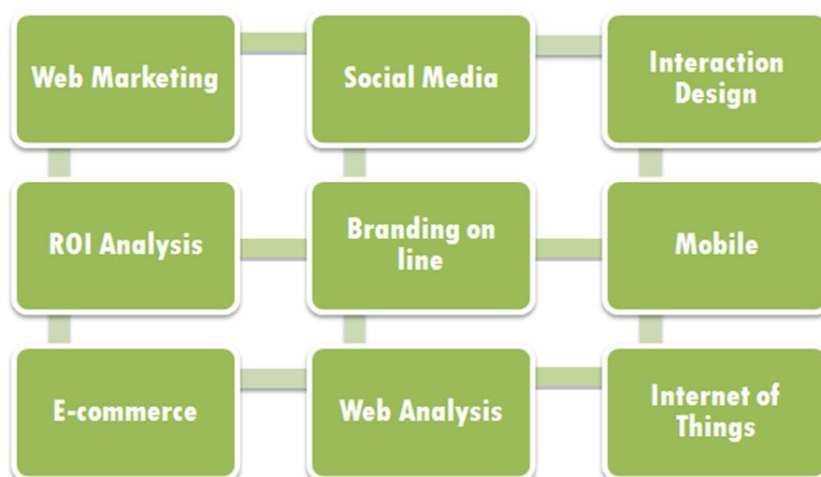 Web Marketing
Social Media
Interaction
Design
ROI Analysis
Branding on
line
Mobile
E-commerce
Web Analysis
Internet of
Things